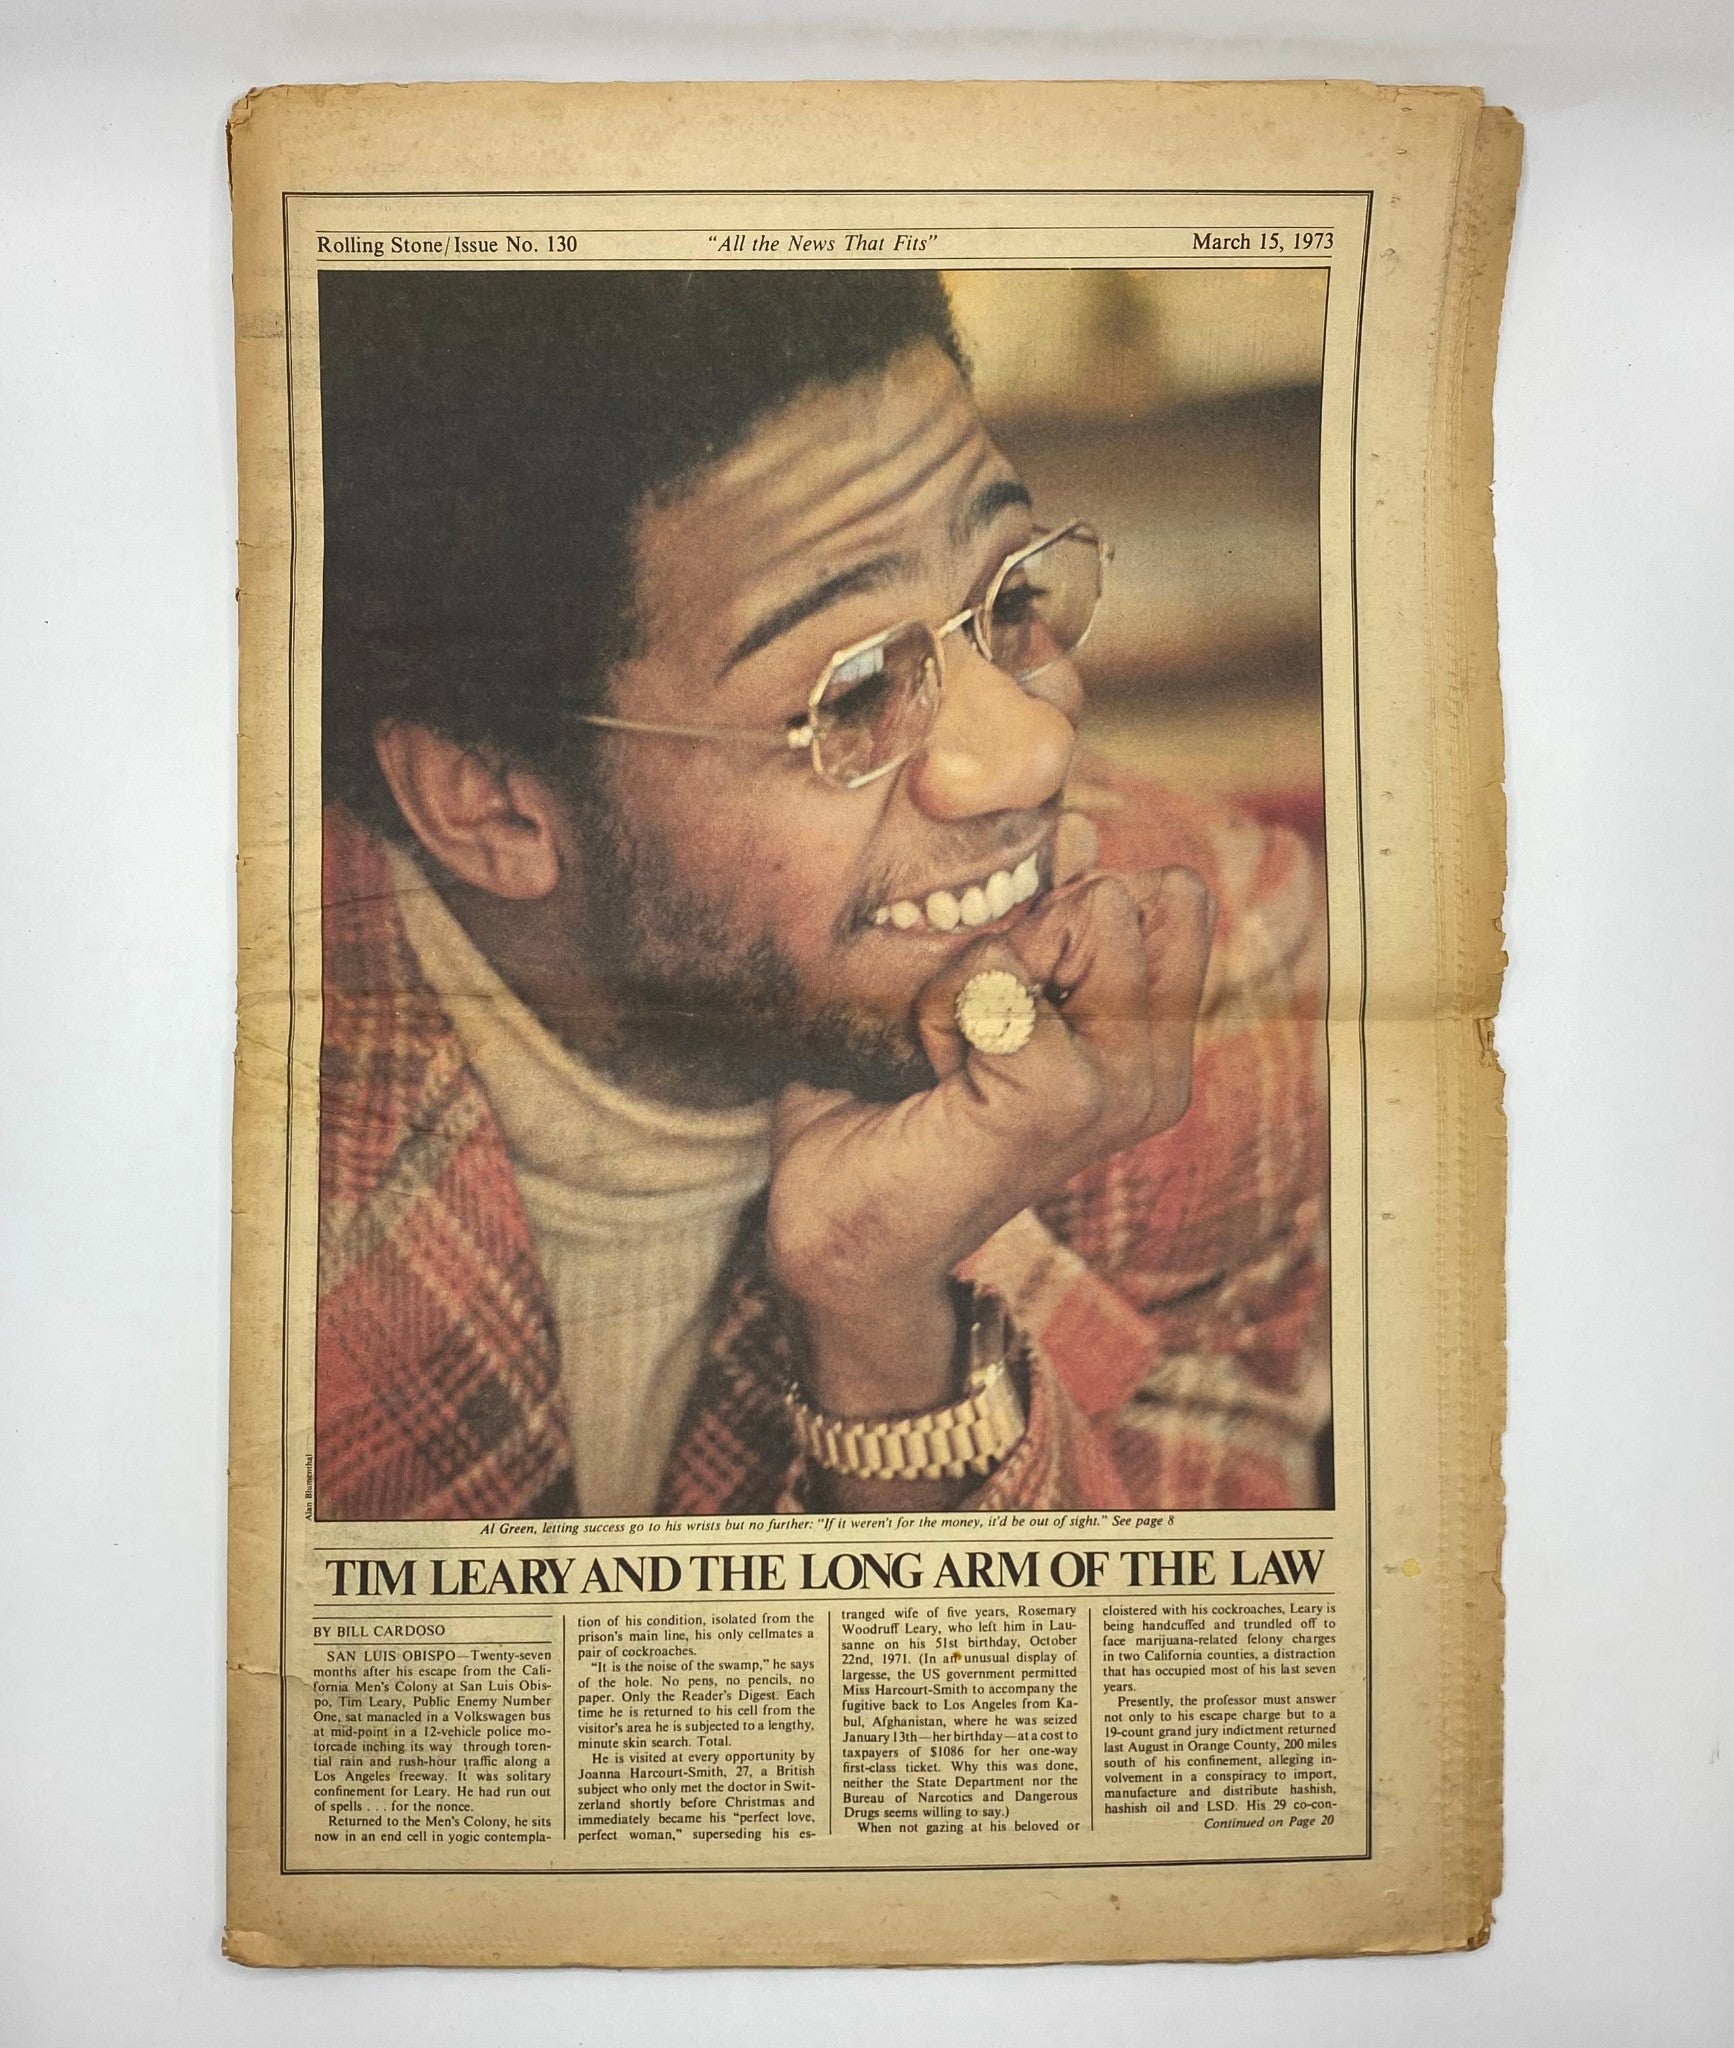 Rolling Stone/Issue No. 130
"All the News That Fits"
March 15, 1973
Alan Blumenthal
Al Green, letting success go to his wrists but no further: "If it weren't for the money, it'd be out of sight." See page 8
TIM LEARY AND THE LONG ARM OF THE LAW
BY BILL CARDOSO
SAN LUIS OBISPO—Twenty-seven
months after his escape from the Cali-
fornia Men's Colony at San Luis Obis-
po, Tim Leary, Public Enemy Number
One, sat manacled in a Volkswagen bus
at mid-point in a 12-vehicle police mo-
torcade inching its way through toren-
tial rain and rush-hour traffic along a
Los Angeles freeway. It was solitary
confinement for Leary. He had run out
of spells . . . for the nonce.
Returned to the Men's Colony, he sits
now in an end cell in yogic contempla-
tion of his condition, isolated from the
prison's main line, his only cellmates a
pair of cockroaches.
"It is the noise of the swamp," he says
of the hole. No pens, no pencils, no
paper. Only the Reader's Digest. Each
time he is returned to his cell from the
visitor's area he is subjected to a lengthy,
minute skin search. Total.
He is visited at every opportunity by
Joanna Harcourt-Smith, 27, a British
subject who only met the doctor in Swit-
zerland shortly before Christmas and
immediately became his "perfect love,
perfect woman," superseding his es-
tranged wife of five years, Rosemary
Woodruff Leary, who left him in Lau-
sanne on his 51st birthday, October
22nd, 1971. (In an unusual display of
largesse, the US government permitted
Miss Harcourt-Smith to accompany the
fugitive back to Los Angeles from Ka-
bul, Afghanistan, where he was seized
January 13th—her birthday—at a cost to
taxpayers of $1086 for her one-way
first-class ticket. Why this was done,
neither the State Department nor the
Bureau of Narcotics and Dangerous
Drugs seems willing to say.)
When not gazing at his beloved or
cloistered with his cockroaches, Leary is
being handcuffed and trundled off to
face marijuana-related felony charges
in two California counties, a distraction
that has occupied most of his last seven
years.
Presently, the professor must answer
not only to his escape charge but to a
19-count grand jury indictment returned
last August in Orange County, 200 miles
south of his confinement, alleging in-
volvement in a conspiracy to import,
manufacture and distribute hashish,
hashish oil and LSD. His 29 co-con-
Continued on Page 20